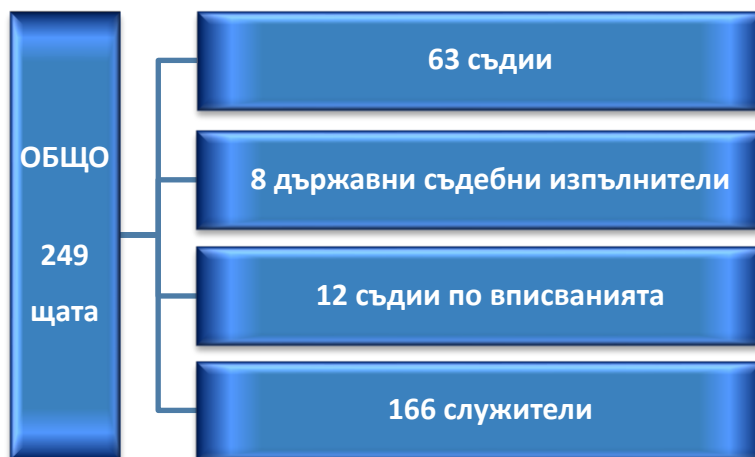 ОБЩО
249
щата
63 съдии
8 държавни съдебни изпълнители
12 съдии по вписванията
166 служители